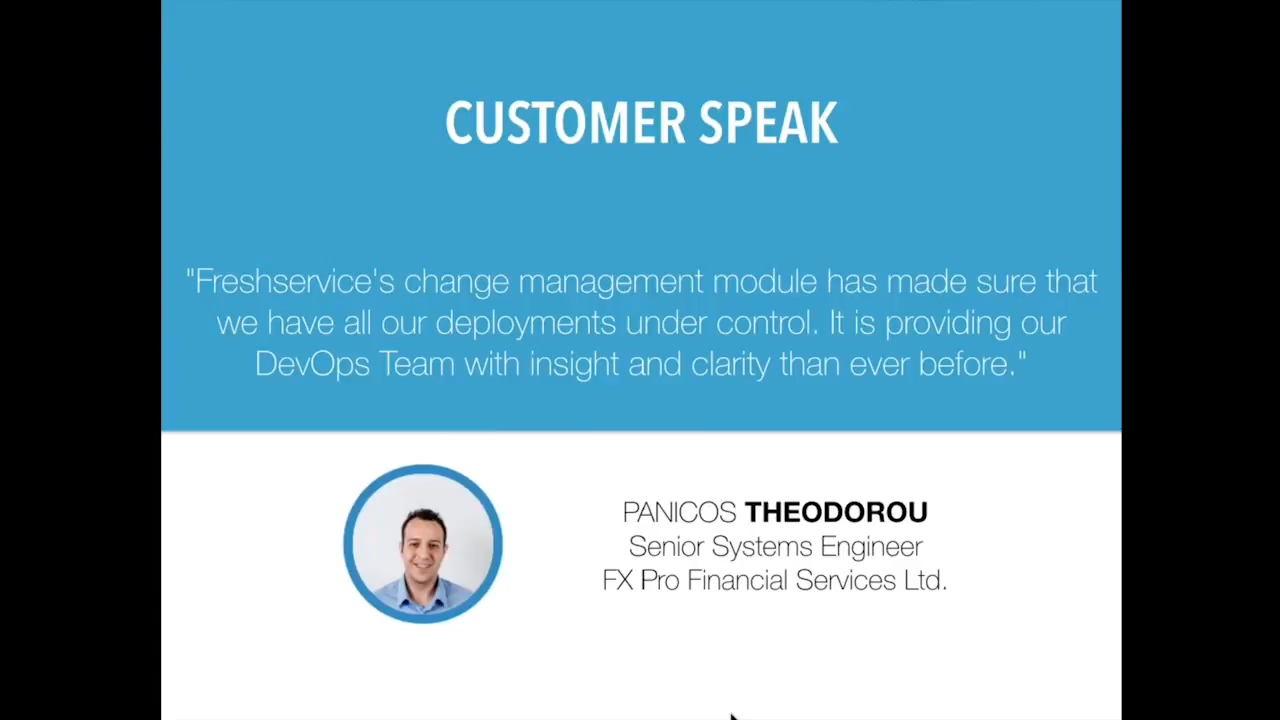 CUSTOMER SPEAK
"Freshservice's change management module has made sure that
we have all our deployments under control. It is providing our
DevOps Team with insight and clarity than ever before."
PANICOS THEODOROU
Senior Systems Engineer
FX Pro Financial Services Ltd.